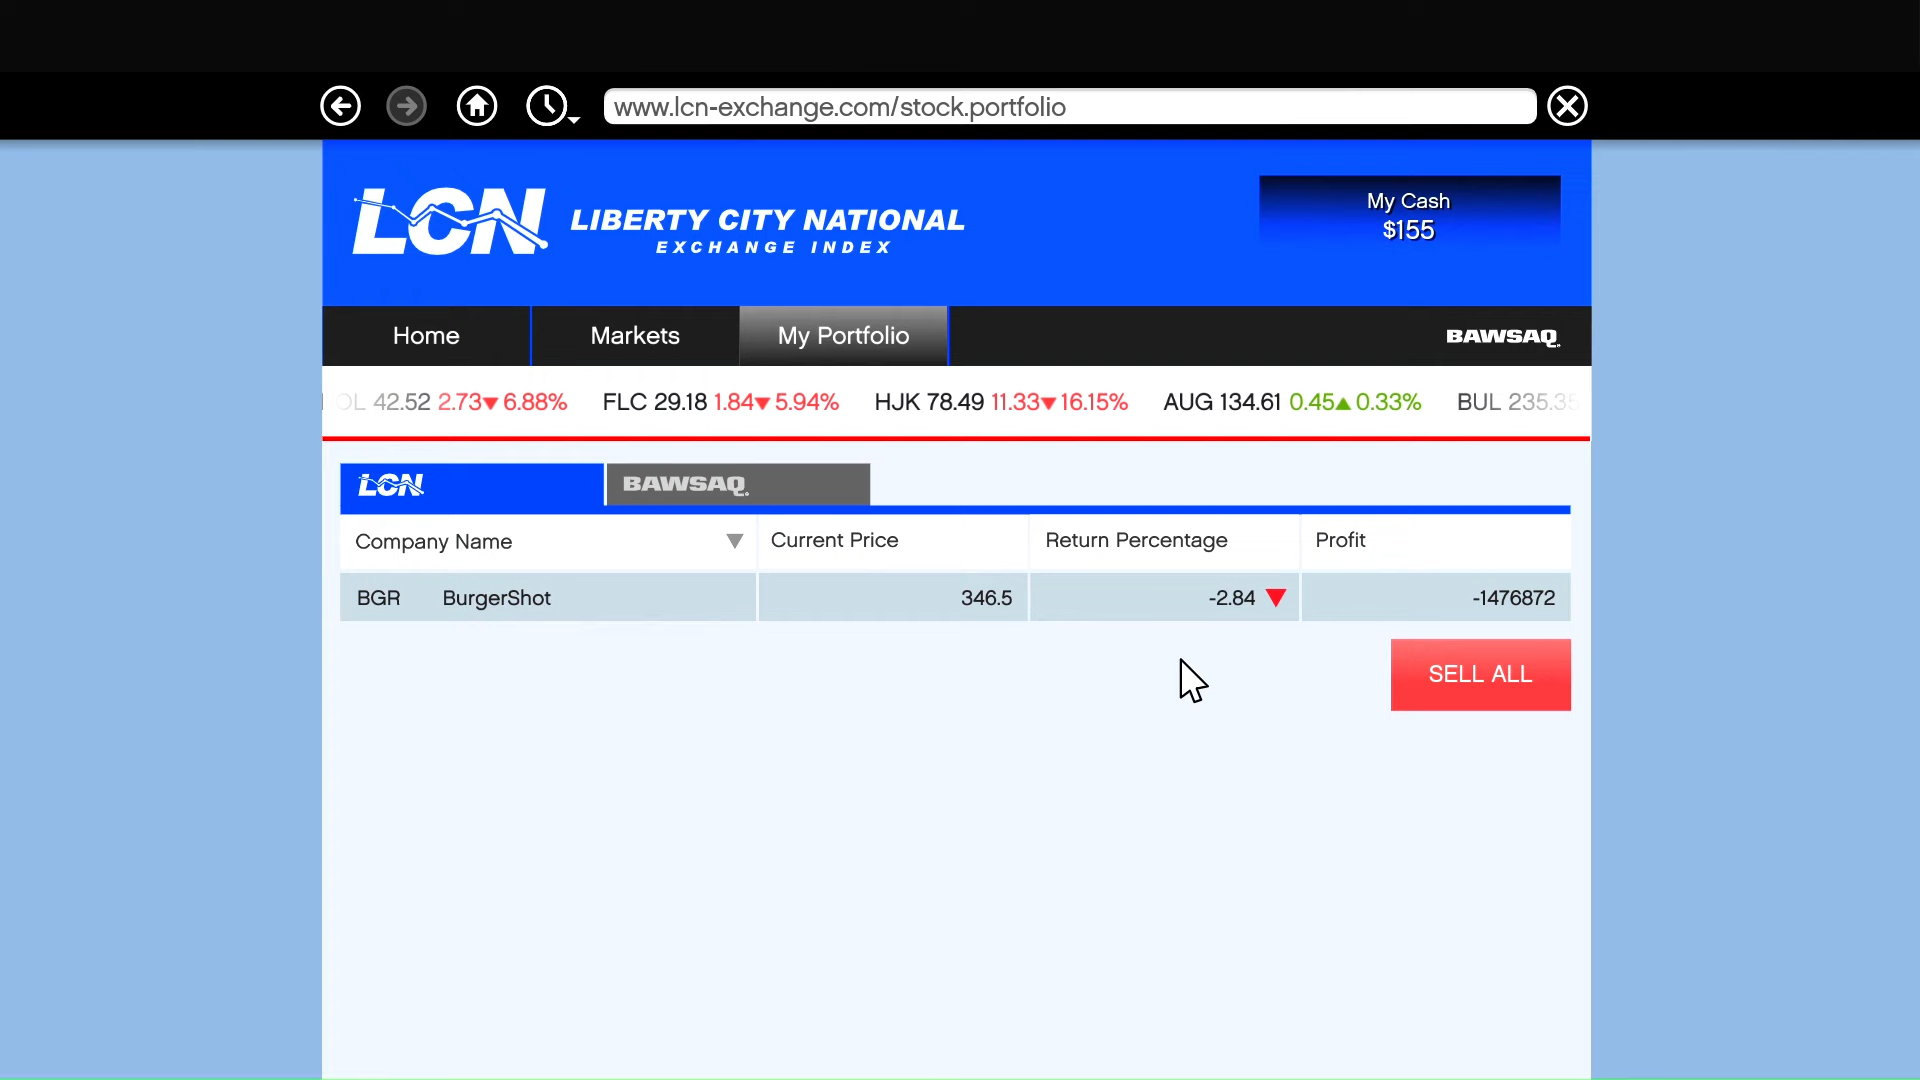 www.lcn-exchange.com/stock.portfolio
LCN
LIBERTY CITY NATIONAL
EXCHANGE INDEX
My Cash
$155
Home Markets My Portfolio BAWSAQ
OL 42.52 2.73▼6.88% FLC 29.18 1.84▼5.94% HJK 78.49 11.33▼16.15% AUG 134.61 0.45▲0.33% BUL 235.35
LCN BAWSAQ
Company Name ▼ Current Price Return Percentage Profit
BGR BurgerShot 346.5 -2.84 ▼ -1476872
SELL ALL